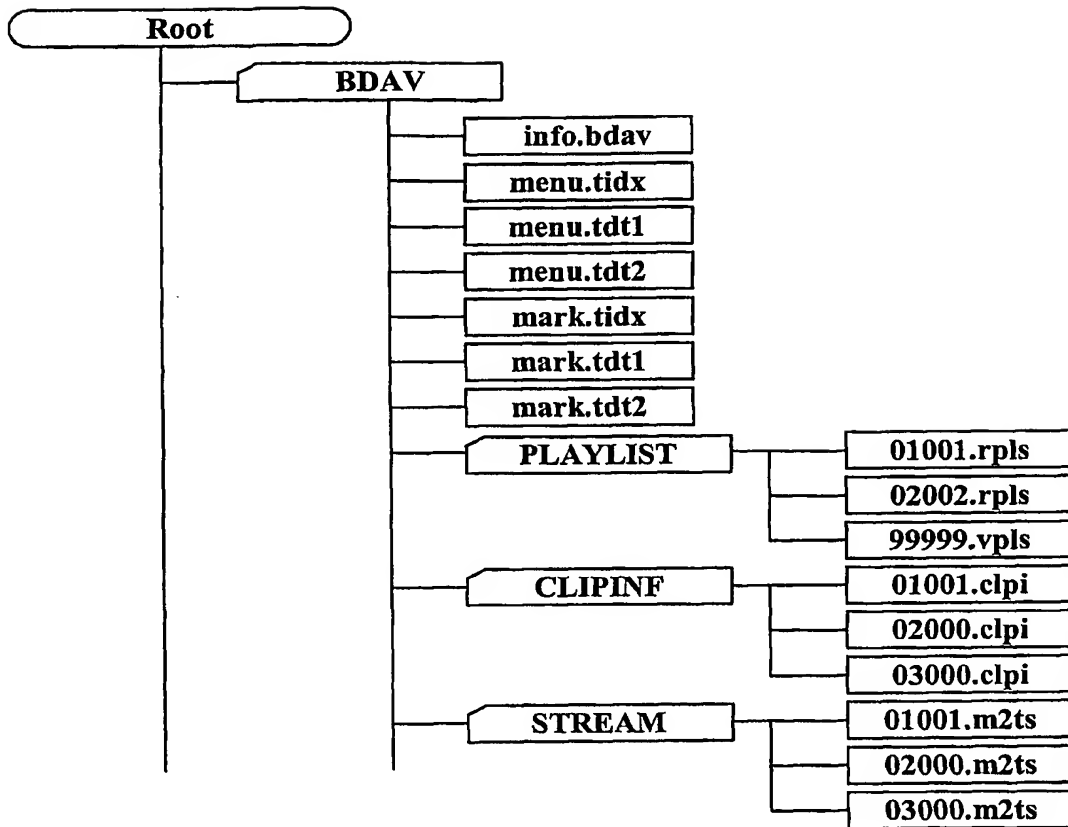 Root
BDAV
info.bdav
menu.tidx
menu.tdt1
menu.tdt2
mark.tidx
mark.tdt1
mark.tdt2
PLAYLIST
01001.rpls
02002.rpls
99999.vpls
CLIPINF
01001.clpi
02000.clpi
03000.clpi
STREAM
01001.m2ts
02000.m2ts
03000.m2ts